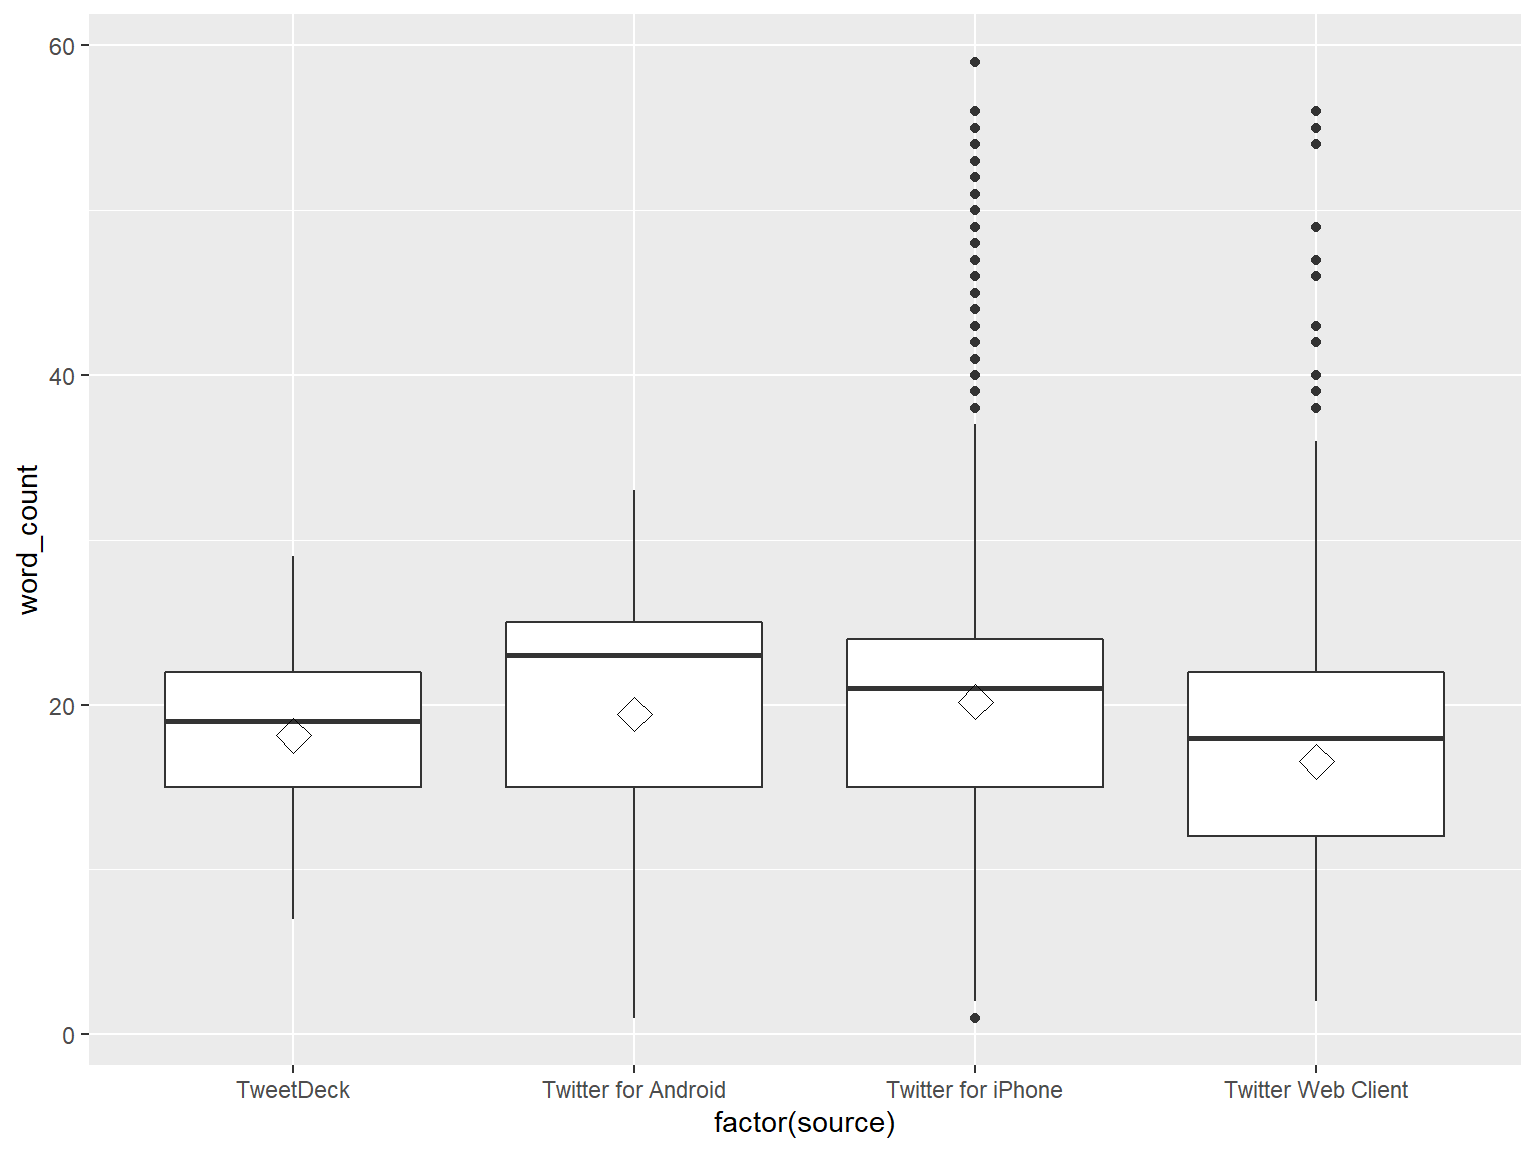 60
40
20
0
word_count
TweetDeck
Twitter for Android
Twitter for iPhone
Twitter Web Client
factor(source)